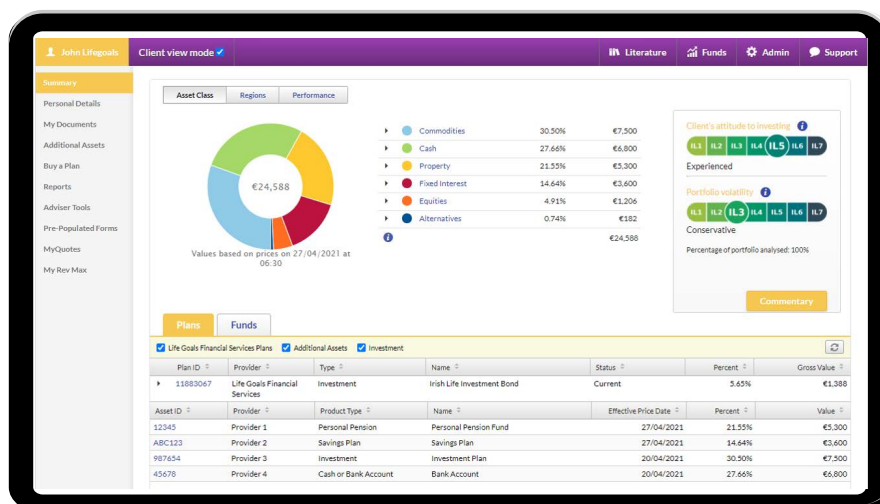 John Lifegoals
Client view mode
Literature
Funds
Admin
Support
Summary
Personal Details
My Documents
Additional Assets
Buy a Plan
Reports
Adviser Tools
Pre-Populated Forms
MyQuotes
My Rev Max
Asset Class Regions Performance
€24,588
Values based on prices on 27/04/2021 at
06:30
Commodities 30.50% €7,500
Cash 27.66% €6,800
Property 21.55% €5,300
Fixed Interest 14.64% €3,600
Equities 4.91% €1,206
Alternatives 0.74% €182
€24,588
Client's attitude to investing
IL1 IL2 IL3 IL4 IL5 IL6 IL7
Experienced
Portfolio volatility
IL1 IL2 IL3 IL4 IL5 IL6 IL7
Conservative
Percentage of portfolio analysed: 100%
Commentary
Plans Funds
Life Goals Financial Services Plans Additional Assets Investment
Plan ID Provider Type Name Status Percent Gross Value
11883067 Life Goals Financial Investment Irish Life Investment Bond Current 5.65% €1,388
Services
Asset ID Provider Product Type Name Effective Price Date Percent Value
12345 Provider 1 Personal Pension Personal Pension Fund 27/04/2021 21.55% €5,300
ABC123 Provider 2 Savings Plan Savings Plan 27/04/2021 14.64% €3,600
987654 Provider 3 Investment Investment Plan 20/04/2021 30.50% €7,500
45678 Provider 4 Cash or Bank Account Bank Account 20/04/2021 27.66% €6,800